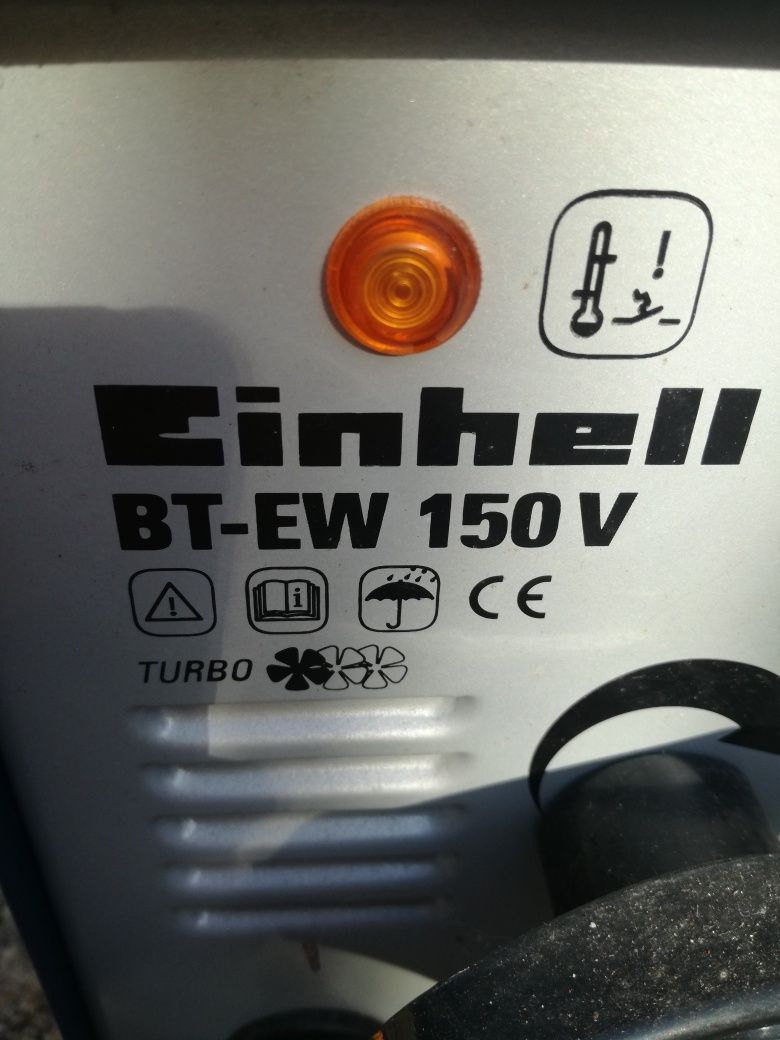 Einhell
BT-EW 150 V
CE
TURBO